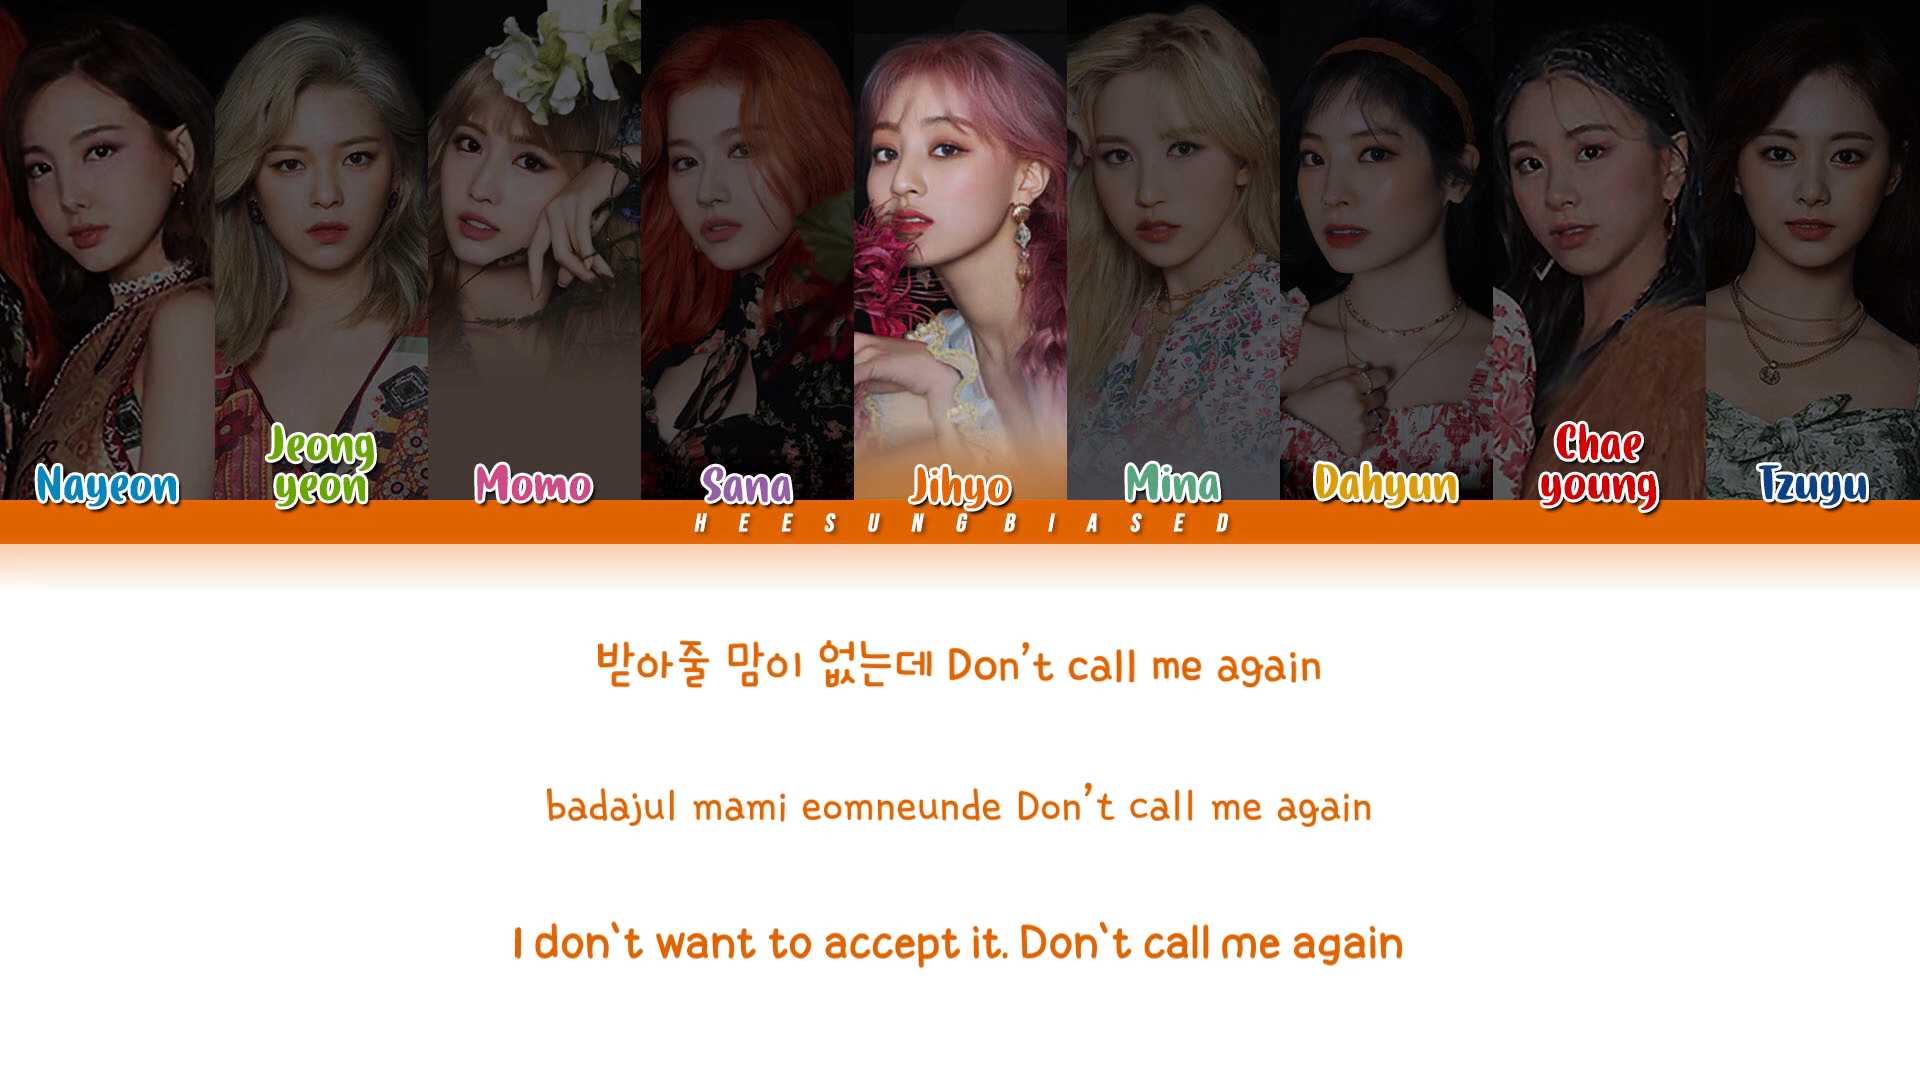 Nayeon
Jeong
yeon
Momo
Sana
Jihyo
Mina
Dahyun
Chae
young
Tzuyu
HEESUNGBIASED
받아줄 맘이 없는데 Don’t call me again
badajul mami eomneunde Don’t call me again
I don`t want to accept it. Don`t call me again